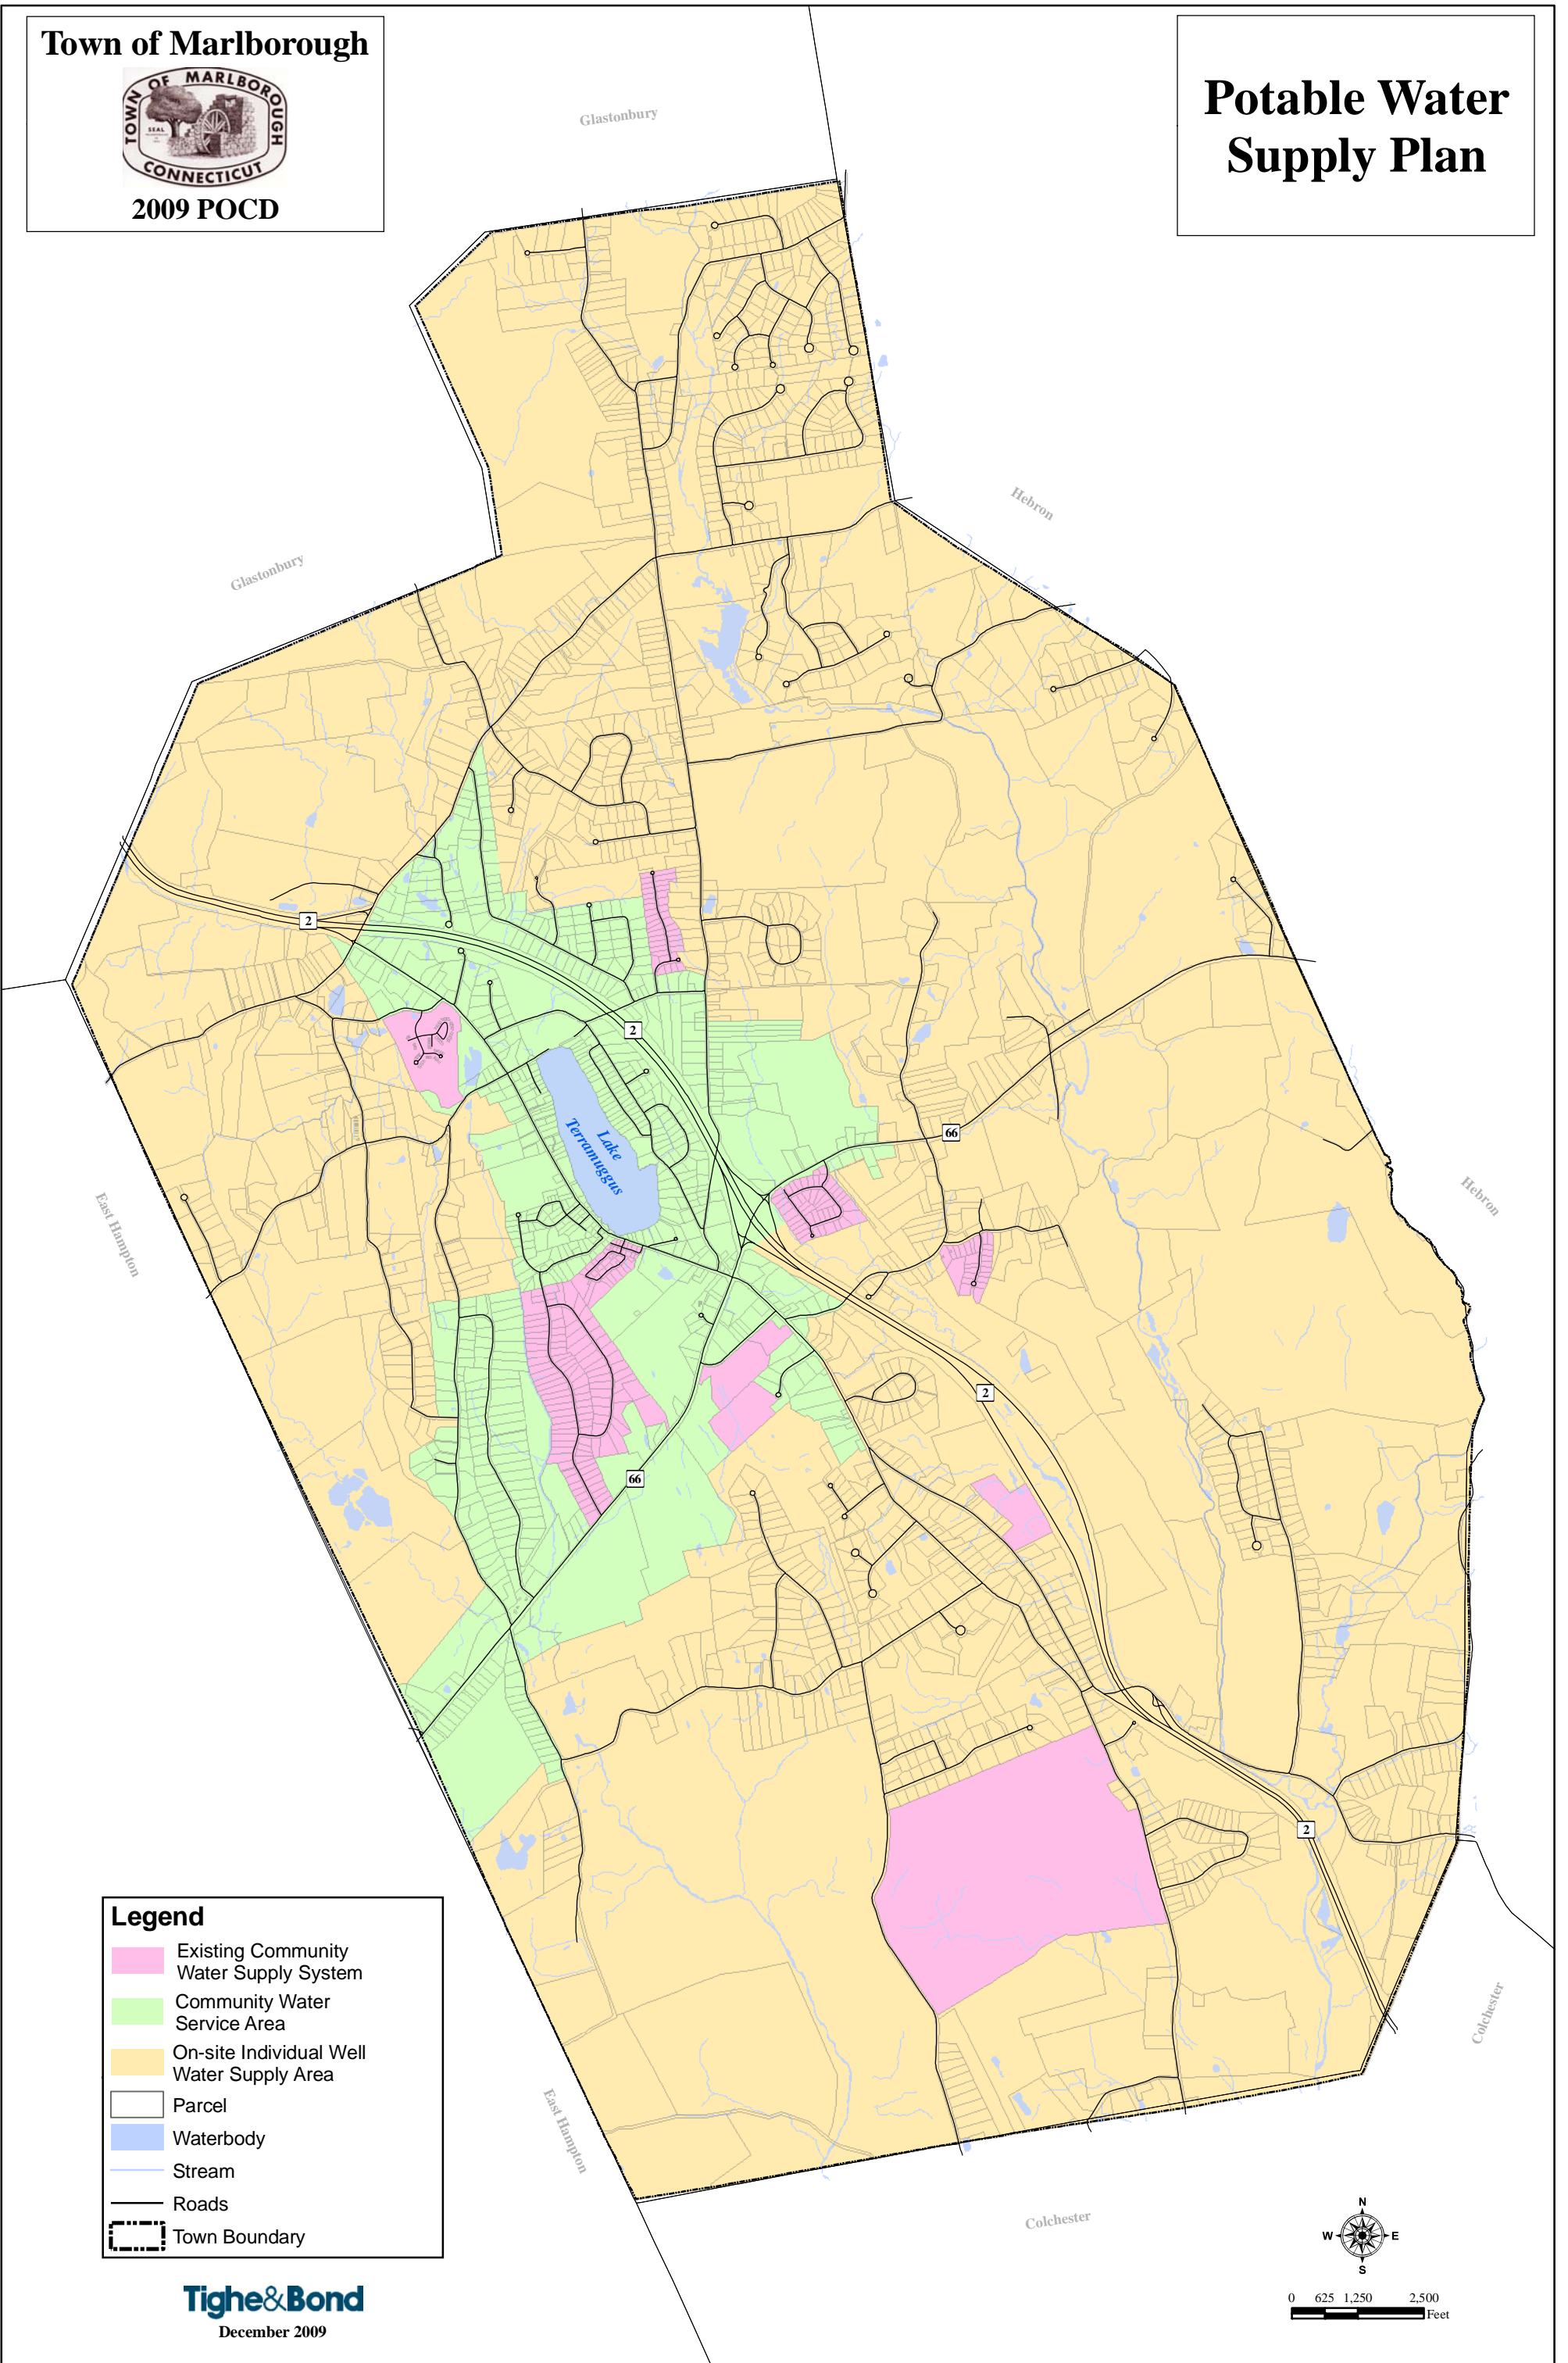 Town of Marlborough
TOWN OF MARLBOROUGH
SEAL
CONNECTICUT
2009 POCD
Potable Water
Supply Plan
Glastonbury
Hebron
Glastonbury
2
2
Lake
Terramuggus
66
East Hampton
Hebron
2
66
2
Legend
Existing Community
Water Supply System
Community Water
Service Area
On-site Individual Well
Water Supply Area
Parcel
Waterbody
Stream
Roads
Town Boundary
Colchester
East Hampton
Colchester
N
W E
S
Tighe&Bond
December 2009
0 625 1,250 2,500
Feet